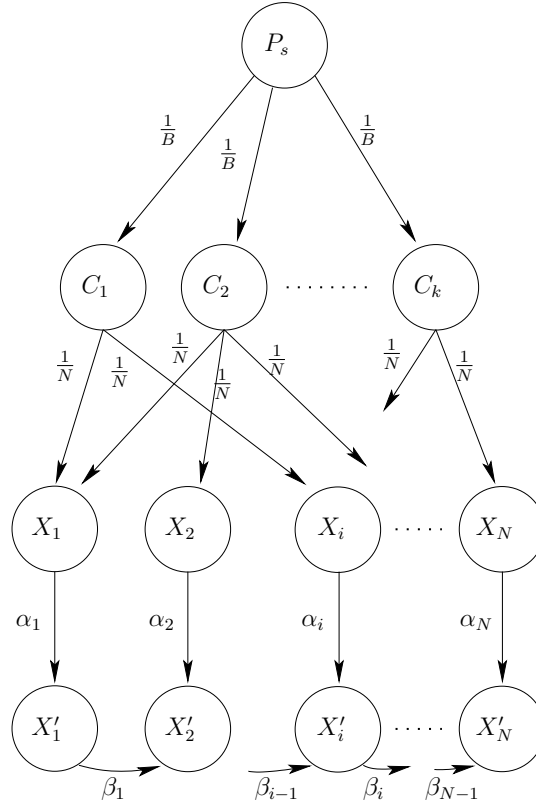 P_s
1/B 1/B 1/B
C_1 C_2 ........ C_k
1/N 1/N 1/N 1/N 1/N 1/N 1/N
X_1 X_2 X_i ..... X_N
α_1 α_2 α_i α_N
X'_1 X'_2 X'_i ..... X'_N
β_1 β_{i−1} β_i β_{N−1}